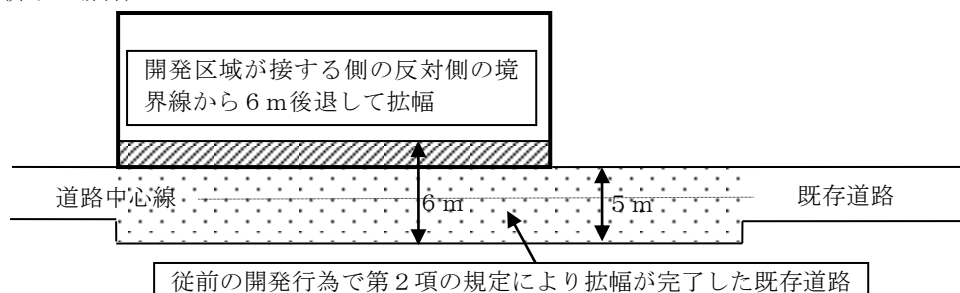 開発区域が接する側の反対側の境
界線から６ｍ後退して拡幅
道路中心線
６ｍ
５ｍ
既存道路
従前の開発行為で第２項の規定により拡幅が完了した既存道路